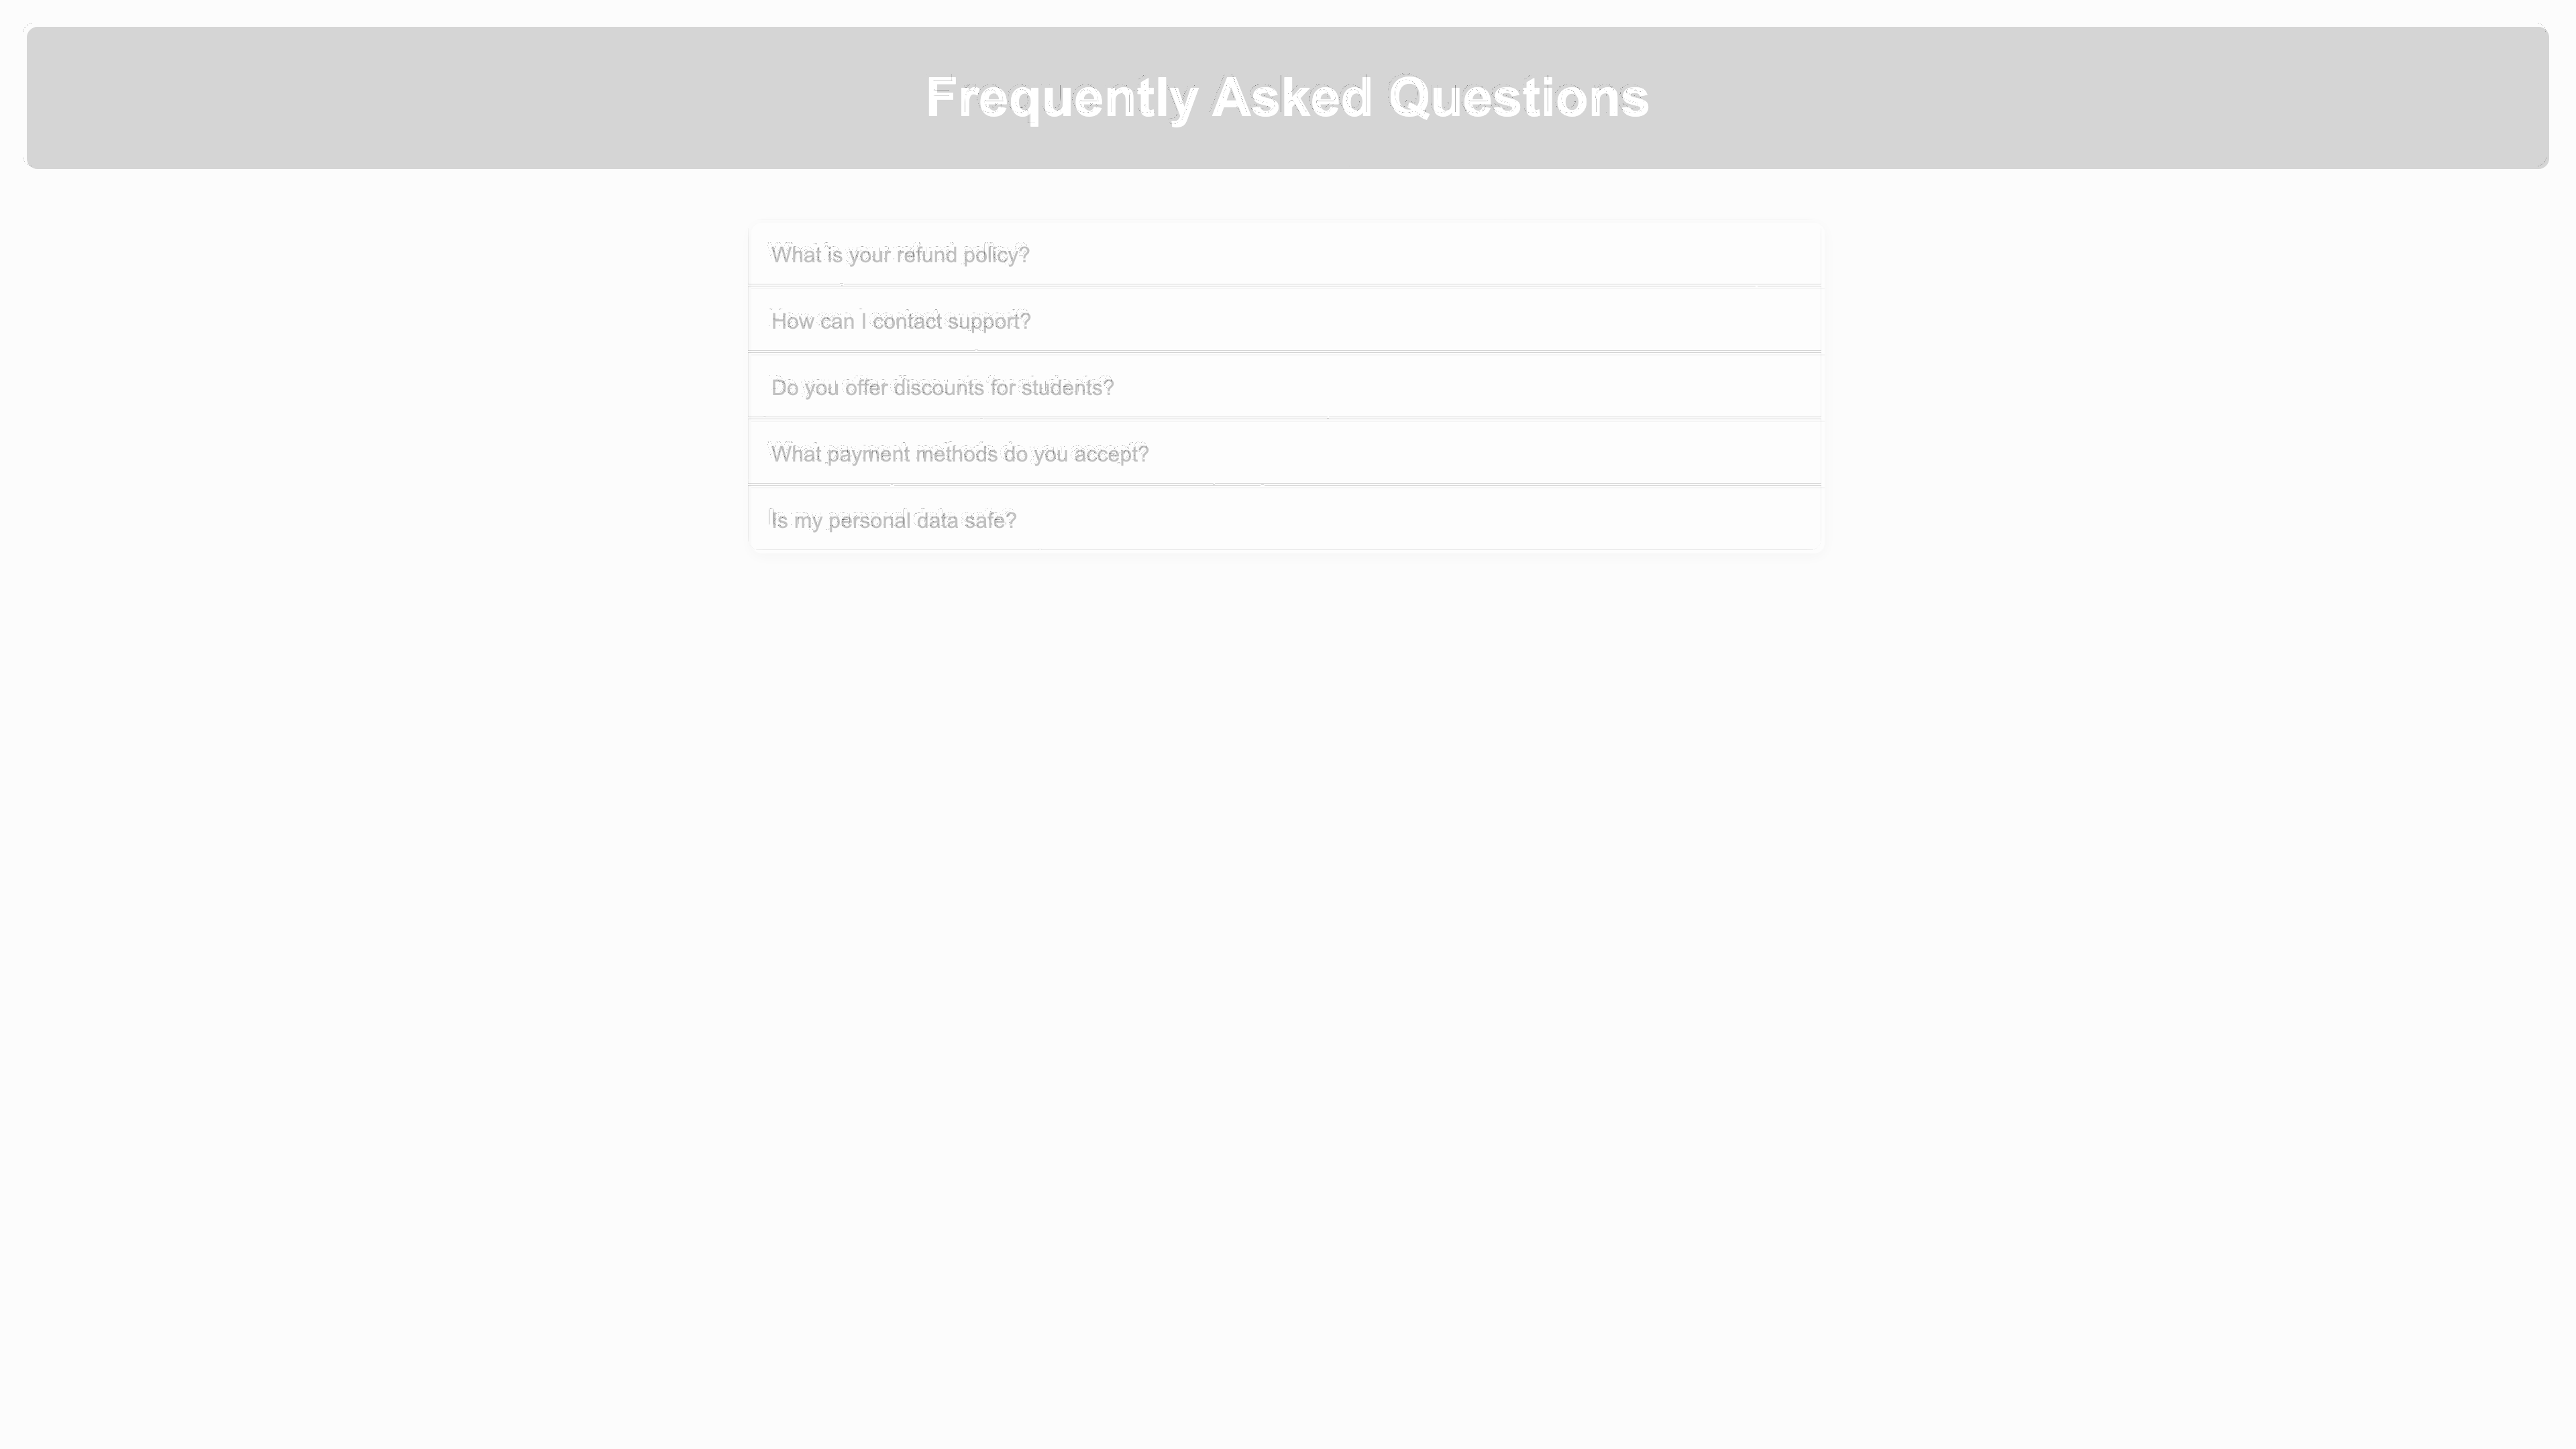 Frequently Asked Questions
What is your refund policy?
How can I contact support?
Do you offer discounts for students?
What payment methods do you accept?
Is my personal data safe?